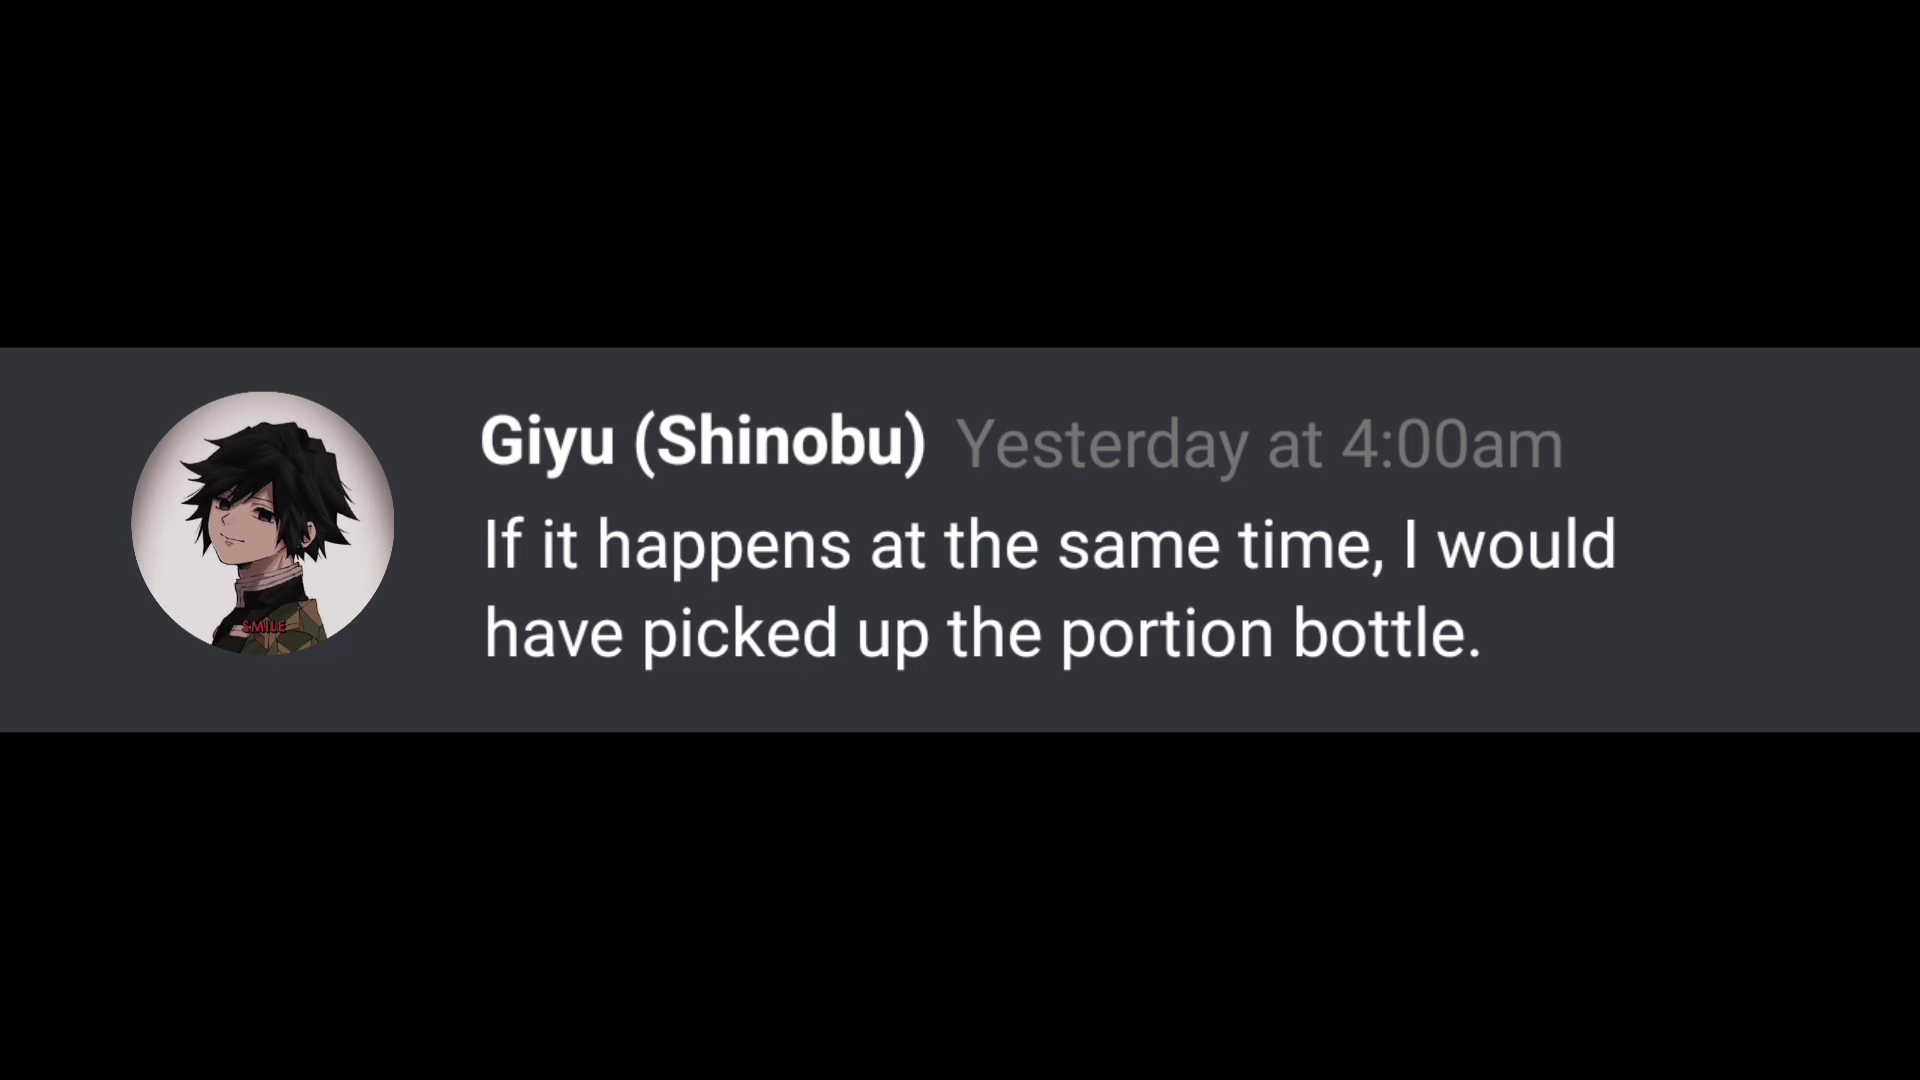 Giyu (Shinobu) Yesterday at 4:00am
If it happens at the same time, I would
have picked up the portion bottle.
SMILE